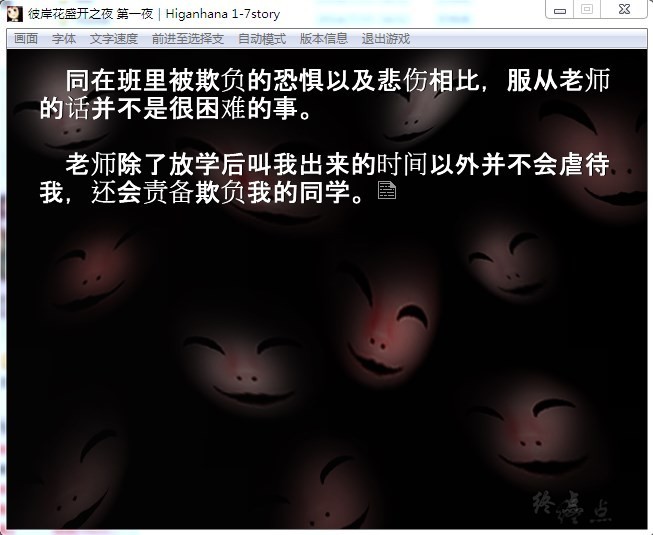 彼岸花盛开之夜 第一夜 | Higanhana 1-7story
画面 字体 文字速度 前进至选择支 自动模式 版本信息 退出游戏
同在班里被欺负的恐惧以及悲伤相比，服从老师
的话并不是很困难的事。
老师除了放学后叫我出来的时间以外并不会虐待
我，还会责备欺负我的同学。